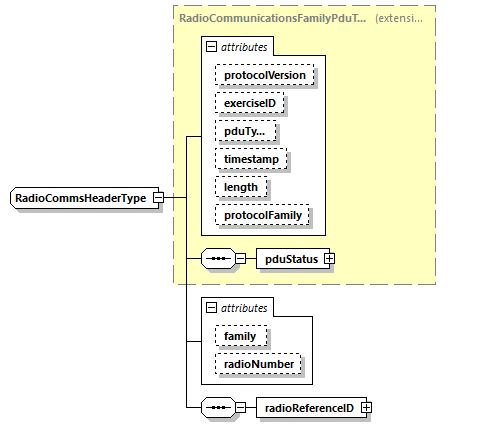 RadioCommunicationsFamilyPduT... (extensi...
attributes
protocolVersion
exerciseID
pduTy...
timestamp
length
protocolFamily
RadioCommsHeaderType
pduStatus
attributes
family
radioNumber
radioReferenceID